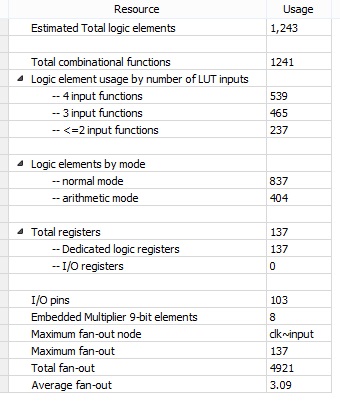 Resource Usage
Estimated Total logic elements 1,243
Total combinational functions 1241
Logic element usage by number of LUT inputs
-- 4 input functions 539
-- 3 input functions 465
-- <=2 input functions 237
Logic elements by mode
-- normal mode 837
-- arithmetic mode 404
Total registers 137
-- Dedicated logic registers 137
-- I/O registers 0
I/O pins 103
Embedded Multiplier 9-bit elements 8
Maximum fan-out node clk~input
Maximum fan-out 137
Total fan-out 4921
Average fan-out 3.09